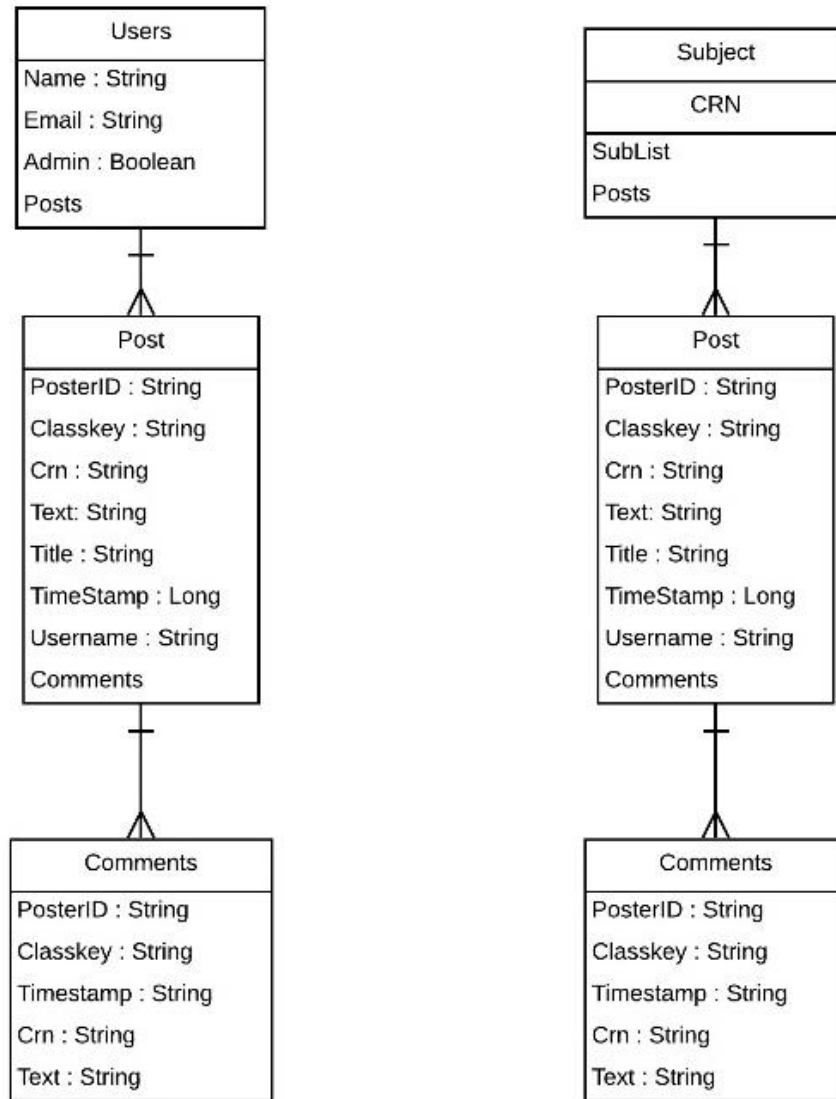 Users
Name : String
Email : String
Admin : Boolean
Posts
Post
PosterID : String
Classkey : String
Crn : String
Text: String
Title : String
TimeStamp : Long
Username : String
Comments
Comments
PosterID : String
Classkey : String
Timestamp : String
Crn : String
Text : String
Subject
CRN
SubList
Posts
Post
PosterID : String
Classkey : String
Crn : String
Text: String
Title : String
TimeStamp : Long
Username : String
Comments
Comments
PosterID : String
Classkey : String
Timestamp : String
Crn : String
Text : String